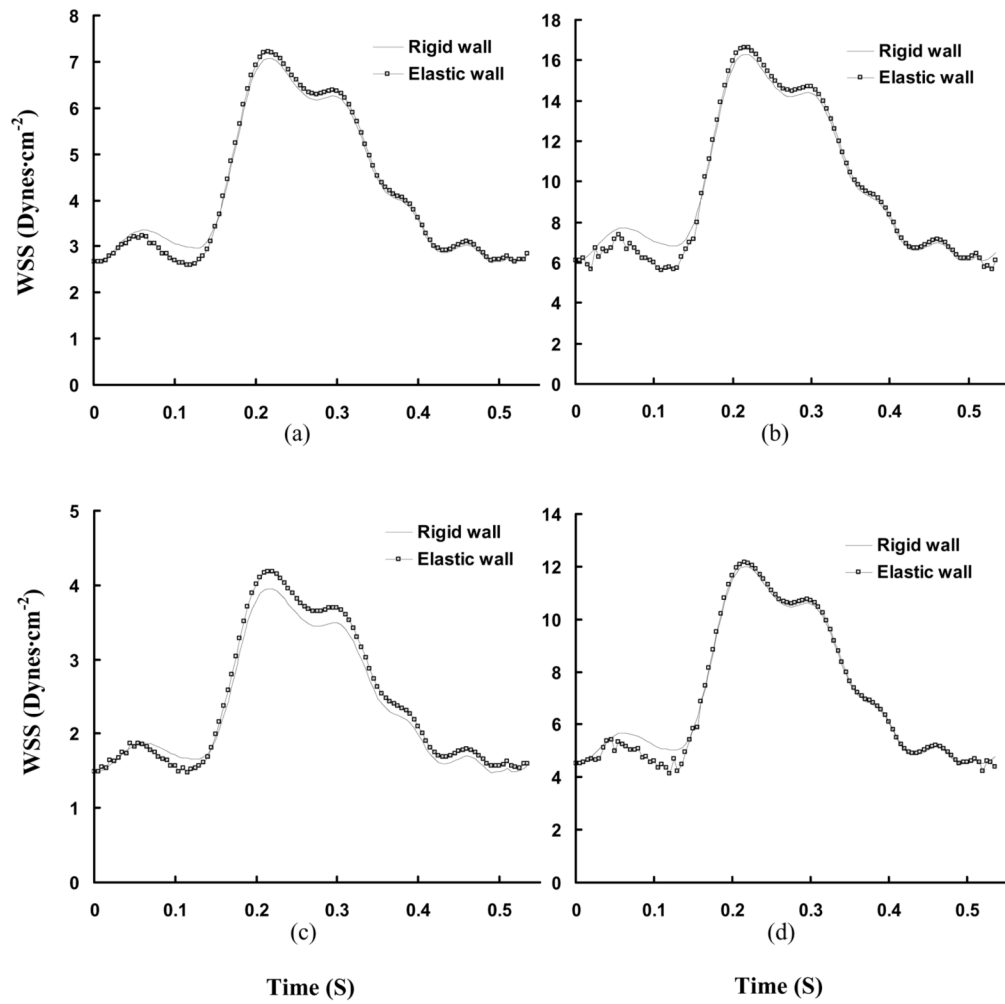 8
7
6
5
4
3
2
1
0
WSS (Dynes·cm-2)
Rigid wall
Elastic wall
0 0.1 0.2 0.3 0.4 0.5
(a)
18
16
14
12
10
8
6
4
2
0
Rigid wall
Elastic wall
0 0.1 0.2 0.3 0.4 0.5
(b)
5
4
3
2
1
0
WSS (Dynes·cm-2)
Rigid wall
Elastic wall
0 0.1 0.2 0.3 0.4 0.5
(c)
Time (S)
14
12
10
8
6
4
2
0
Rigid wall
Elastic wall
0 0.1 0.2 0.3 0.4 0.5
(d)
Time (S)